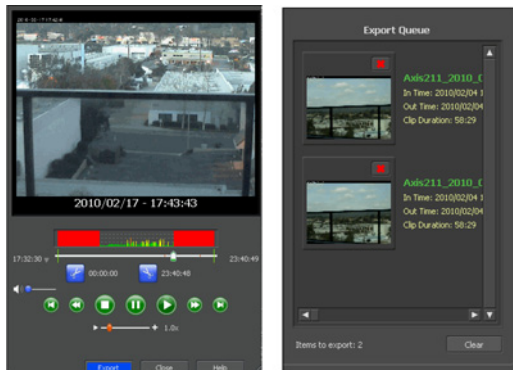 2010/02/17 - 17:43:43
17:32:30
23:40:49
00:00:00
23:40:48
1.0x
Export
Close
Help
Export Queue
Axis211_2010_0
In Time: 2010/02/04 1
Out Time: 2010/02/04
Clip Duration: 58:29
Axis211_2010_0
In Time: 2010/02/04 1
Out Time: 2010/02/04
Clip Duration: 58:29
Items to export: 2
Clear